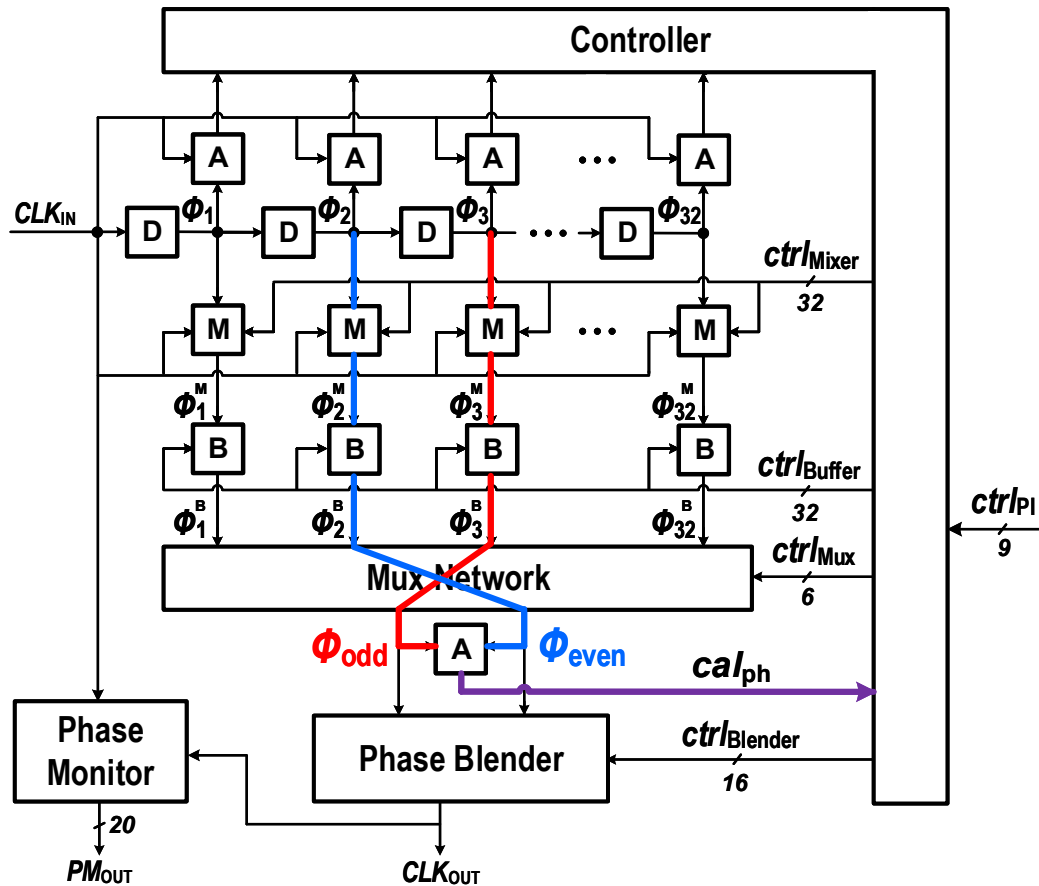 Controller
A A A ... A
CLKIN Φ1 Φ2 Φ3 Φ32
D D D ... D
ctrlMixer
32
M M M ... M
Φ1M Φ2M Φ3M Φ32M
B B B B
ctrlBuffer
32
Φ1B Φ2B Φ3B Φ32B
ctrlPI
9
Mux Network
ctrlMux
6
Φodd A Φeven
calph
Phase
Monitor
Phase Blender
ctrlBlender
16
20
PMOUT CLKOUT